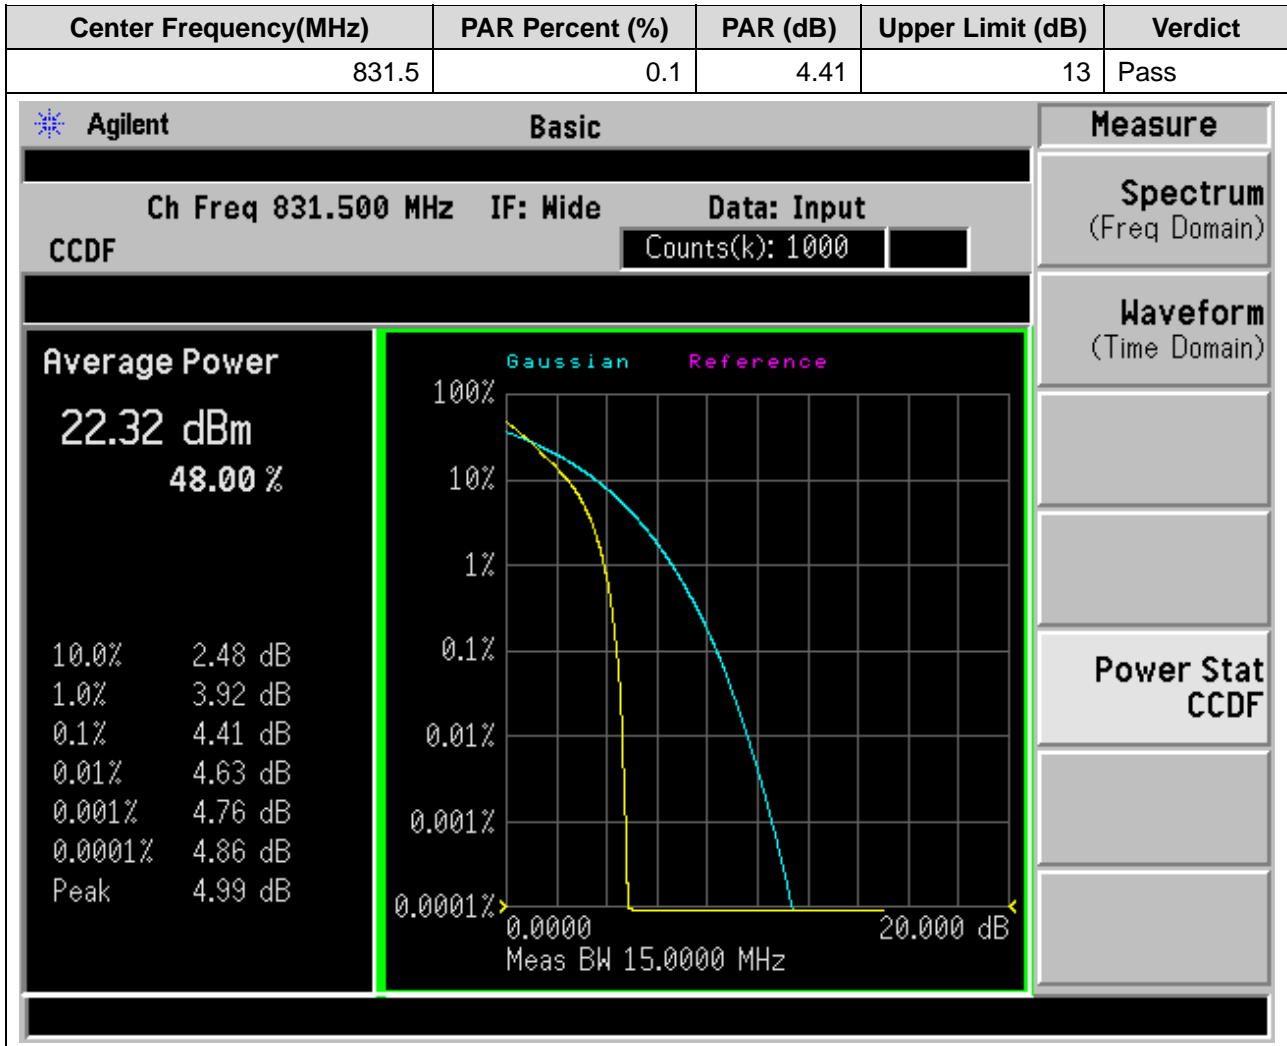 Center Frequency(MHz) PAR Percent (%) PAR (dB) Upper Limit (dB) Verdict
831.5 0.1 4.41 13 Pass
Agilent Basic Measure
Ch Freq 831.500 MHz IF: Wide Data: Input
CCDF Counts(k): 1000
Spectrum
(Freq Domain)
Waveform
(Time Domain)
Power Stat
CCDF
Average Power
22.32 dBm
48.00 %
10.0% 2.48 dB
1.0% 3.92 dB
0.1% 4.41 dB
0.01% 4.63 dB
0.001% 4.76 dB
0.0001% 4.86 dB
Peak 4.99 dB
Gaussian Reference
100%
10%
1%
0.1%
0.01%
0.001%
0.0001%
0.0000 20.000 dB
Meas BW 15.0000 MHz